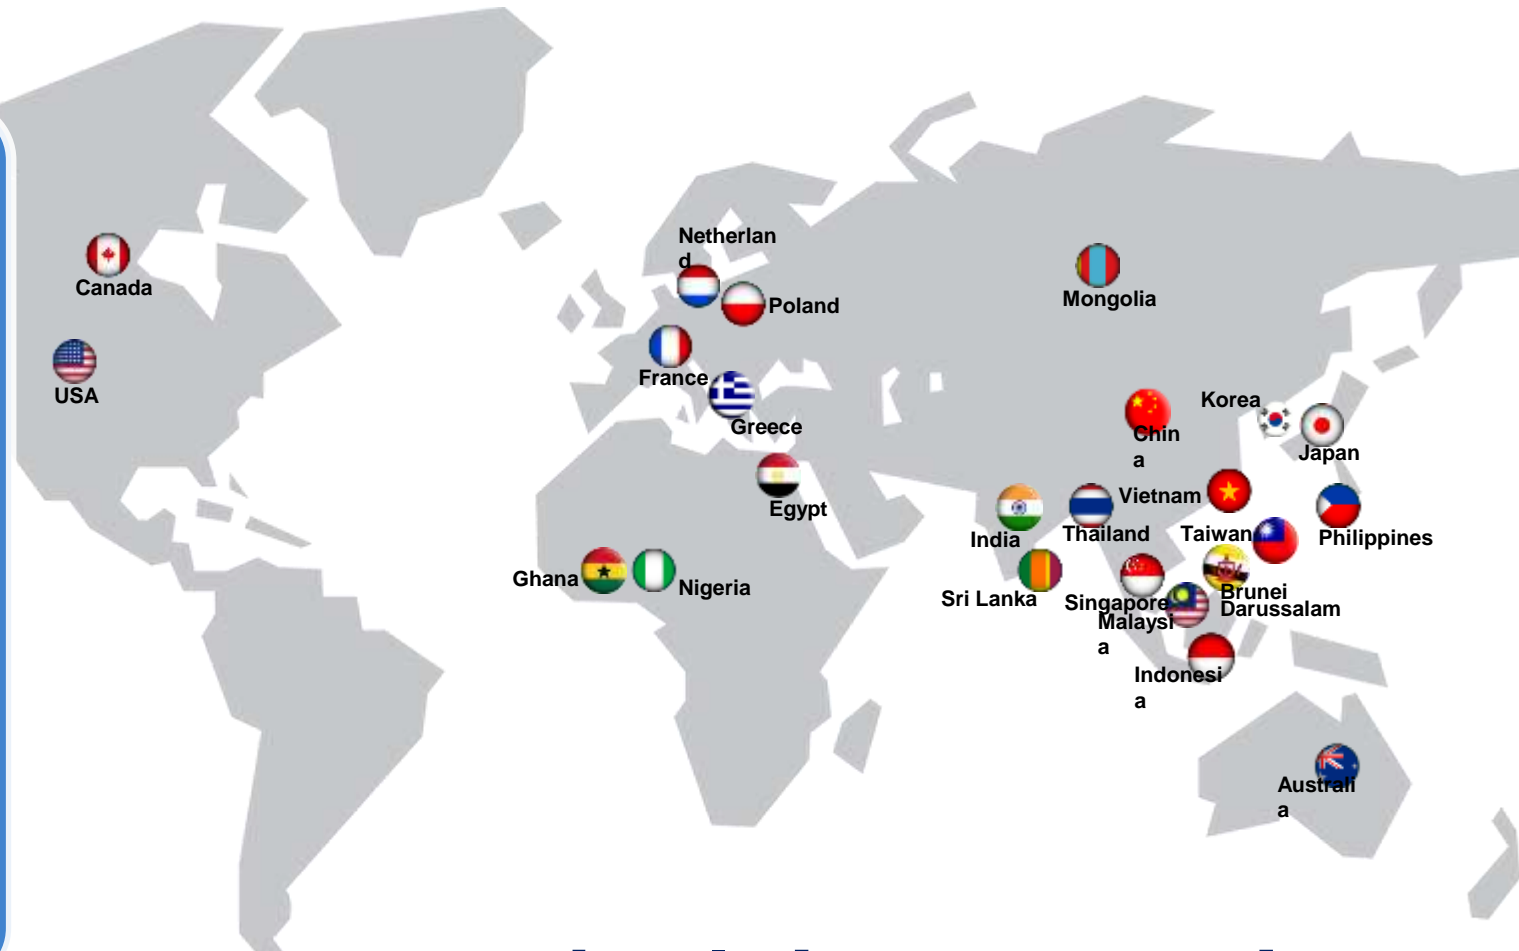 Netherlan
d
Canada
Poland
Mongolia
USA
France
Greece
Korea
Chin
a
Japan
Egypt
Vietnam
India
Thailand
Taiwan
Philippines
Ghana
Nigeria
Sri Lanka
Singapore
Brunei
Darussalam
Malaysi
a
Indonesi
a
Australi
a